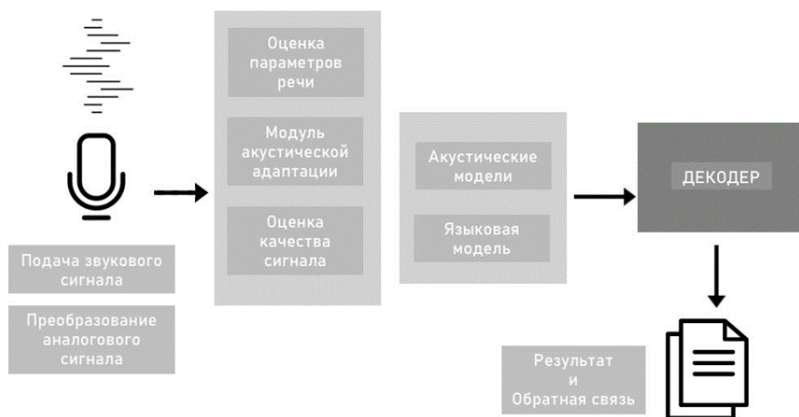 Подача звукового
сигнала
Преобразование
аналогового
сигнала
Оценка
параметров
речи
Модуль
акустической
адаптации
Оценка
качества
сигнала
Акустические
модели
Языковая
модель
ДЕКОДЕР
Результат
и
Обратная связь